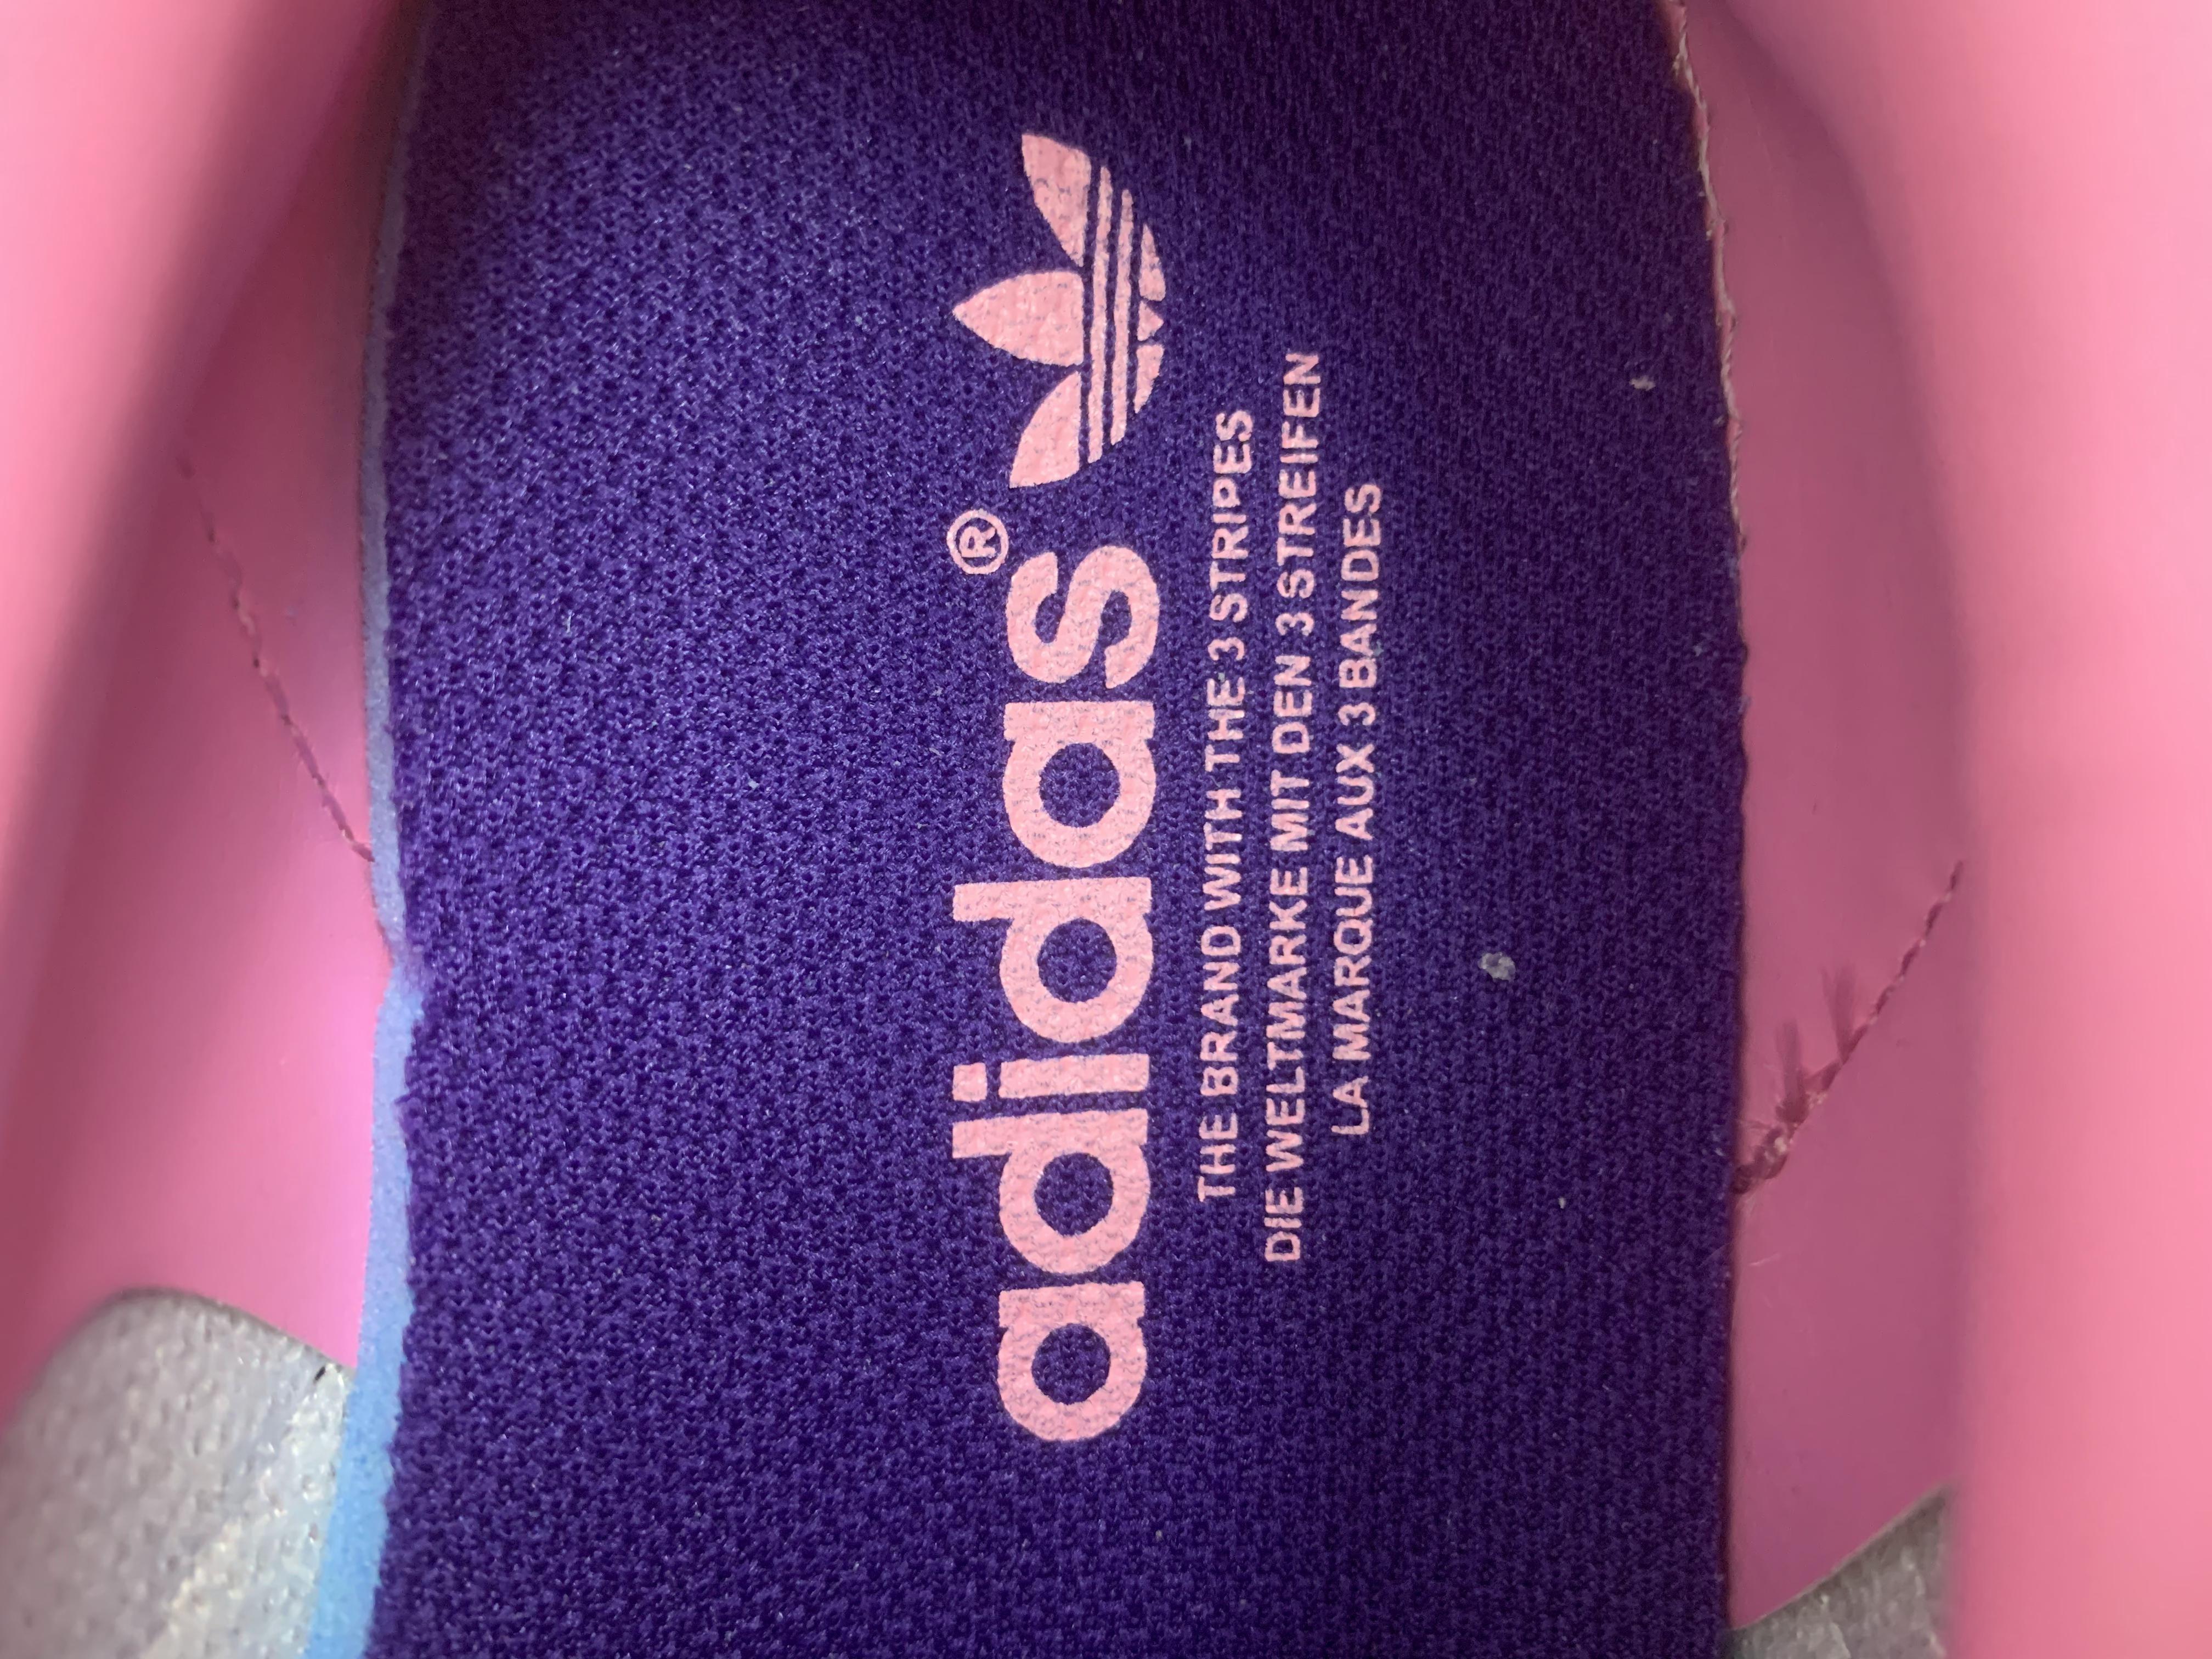 adidas®
THE BRAND WITH THE 3 STRIPES
DIE WELTMARKE MIT DEN 3 STREIFEN
LA MARQUE AUX 3 BANDES